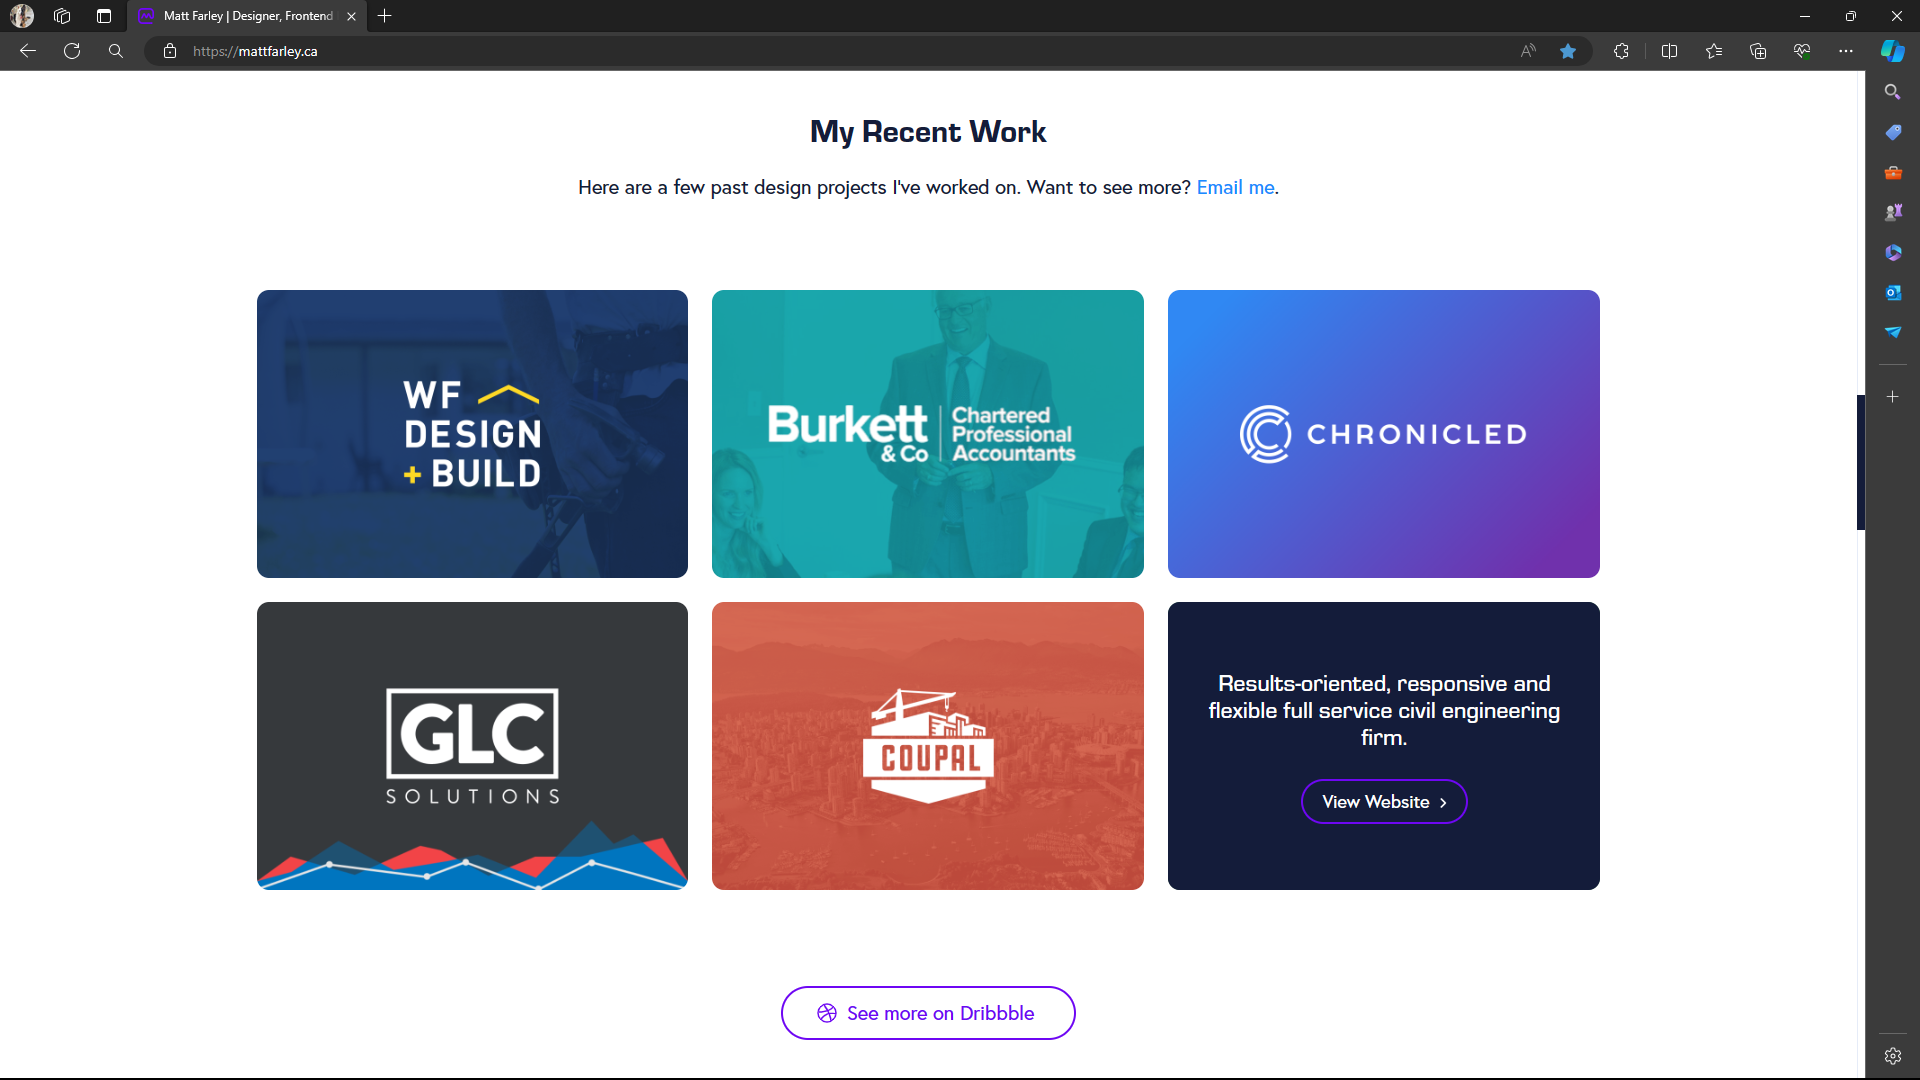 Matt Farley | Designer, Frontend
https://mattfarley.ca
My Recent Work
Here are a few past design projects I've worked on. Want to see more? Email me.
WF
DESIGN
+ BUILD
Burkett
& Co
Chartered
Professional
Accountants
CHRONICLED
GLC
SOLUTIONS
COUPAL
Results-oriented, responsive and
flexible full service civil engineering
firm.
View Website
See more on Dribbble